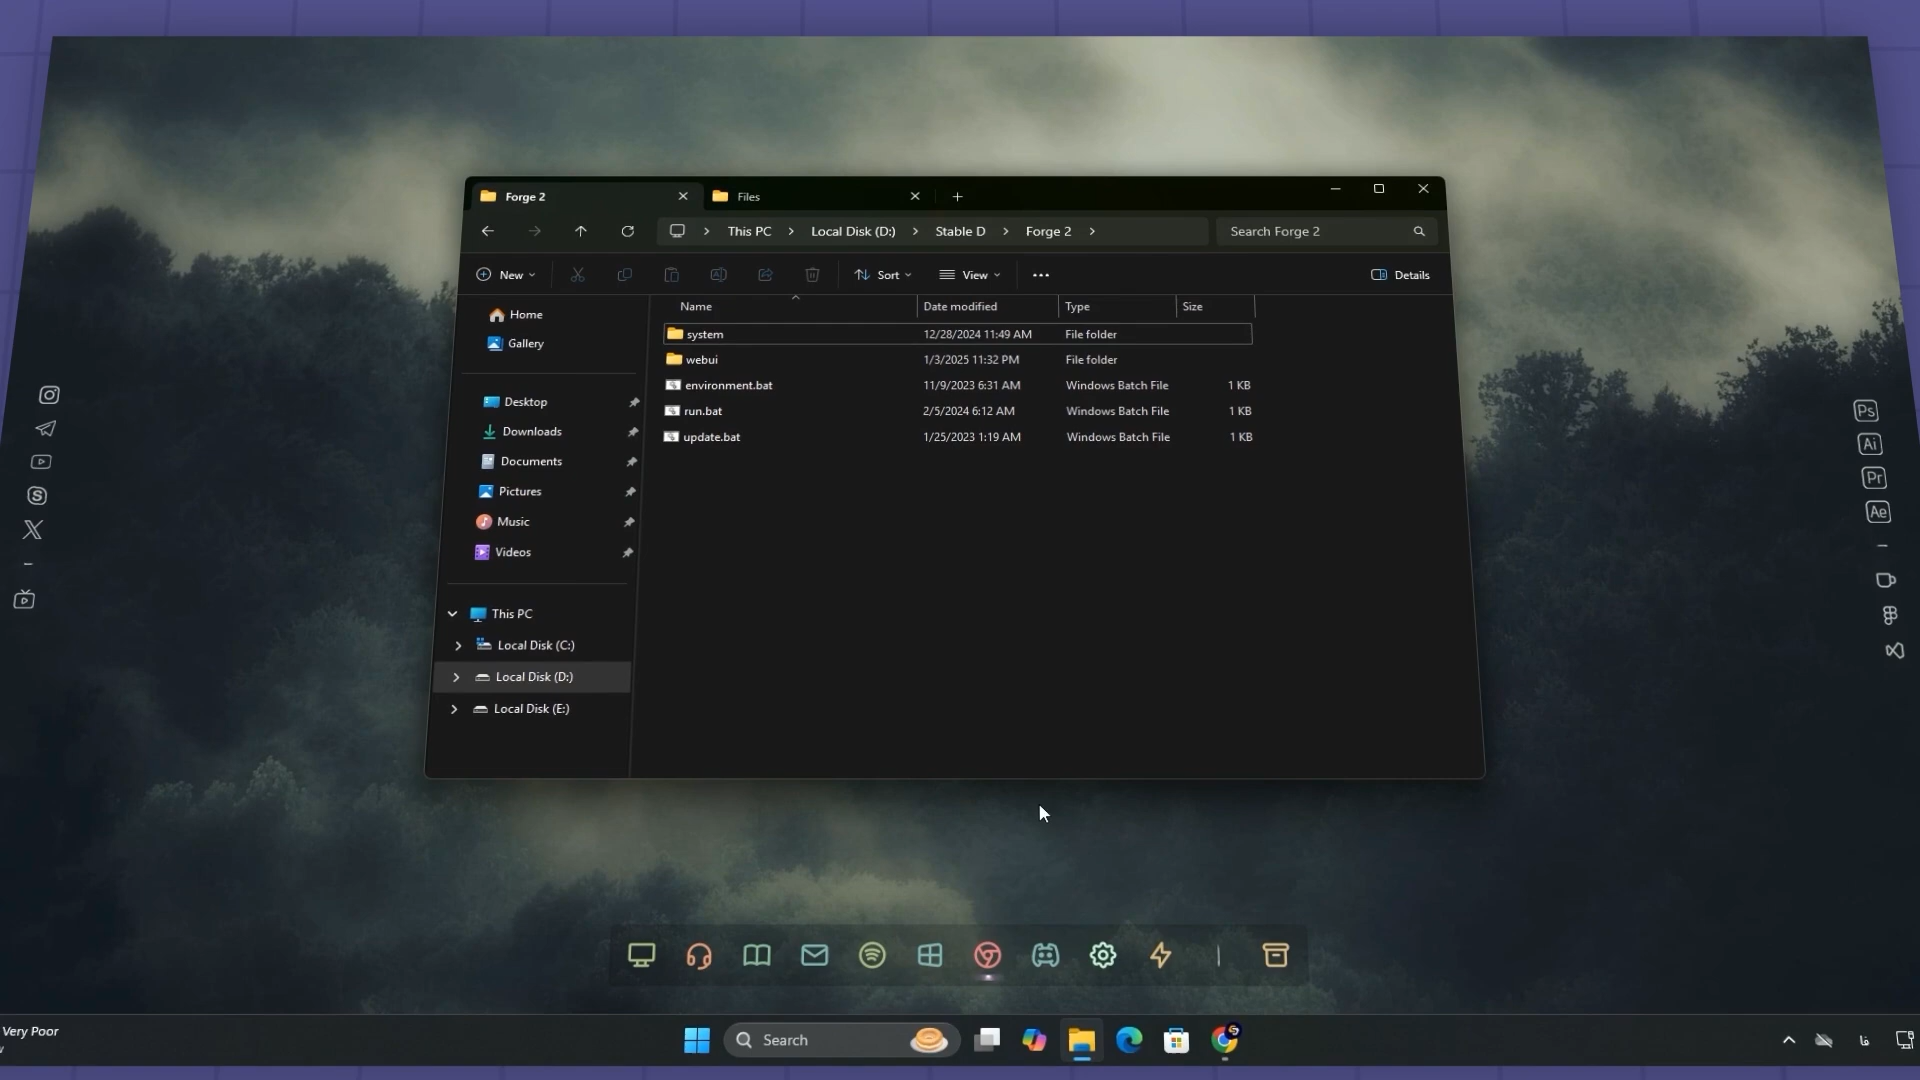 Forge 2
Files
This PC
Local Disk (D:)
Stable D
Forge 2
Search Forge 2
New
Sort
View
Details
Name
Date modified
Type
Size
system
12/28/2024 11:49 AM
File folder
webui
1/3/2025 11:32 PM
File folder
environment.bat
11/9/2023 6:31 AM
Windows Batch File
1 KB
run.bat
2/5/2024 6:12 AM
Windows Batch File
1 KB
update.bat
1/25/2023 1:19 AM
Windows Batch File
1 KB
Home
Gallery
Desktop
Downloads
Documents
Pictures
Music
Videos
This PC
Local Disk (C:)
Local Disk (D:)
Local Disk (E:)
Ps
Ai
Pr
Ae
Very Poor
Search
فا